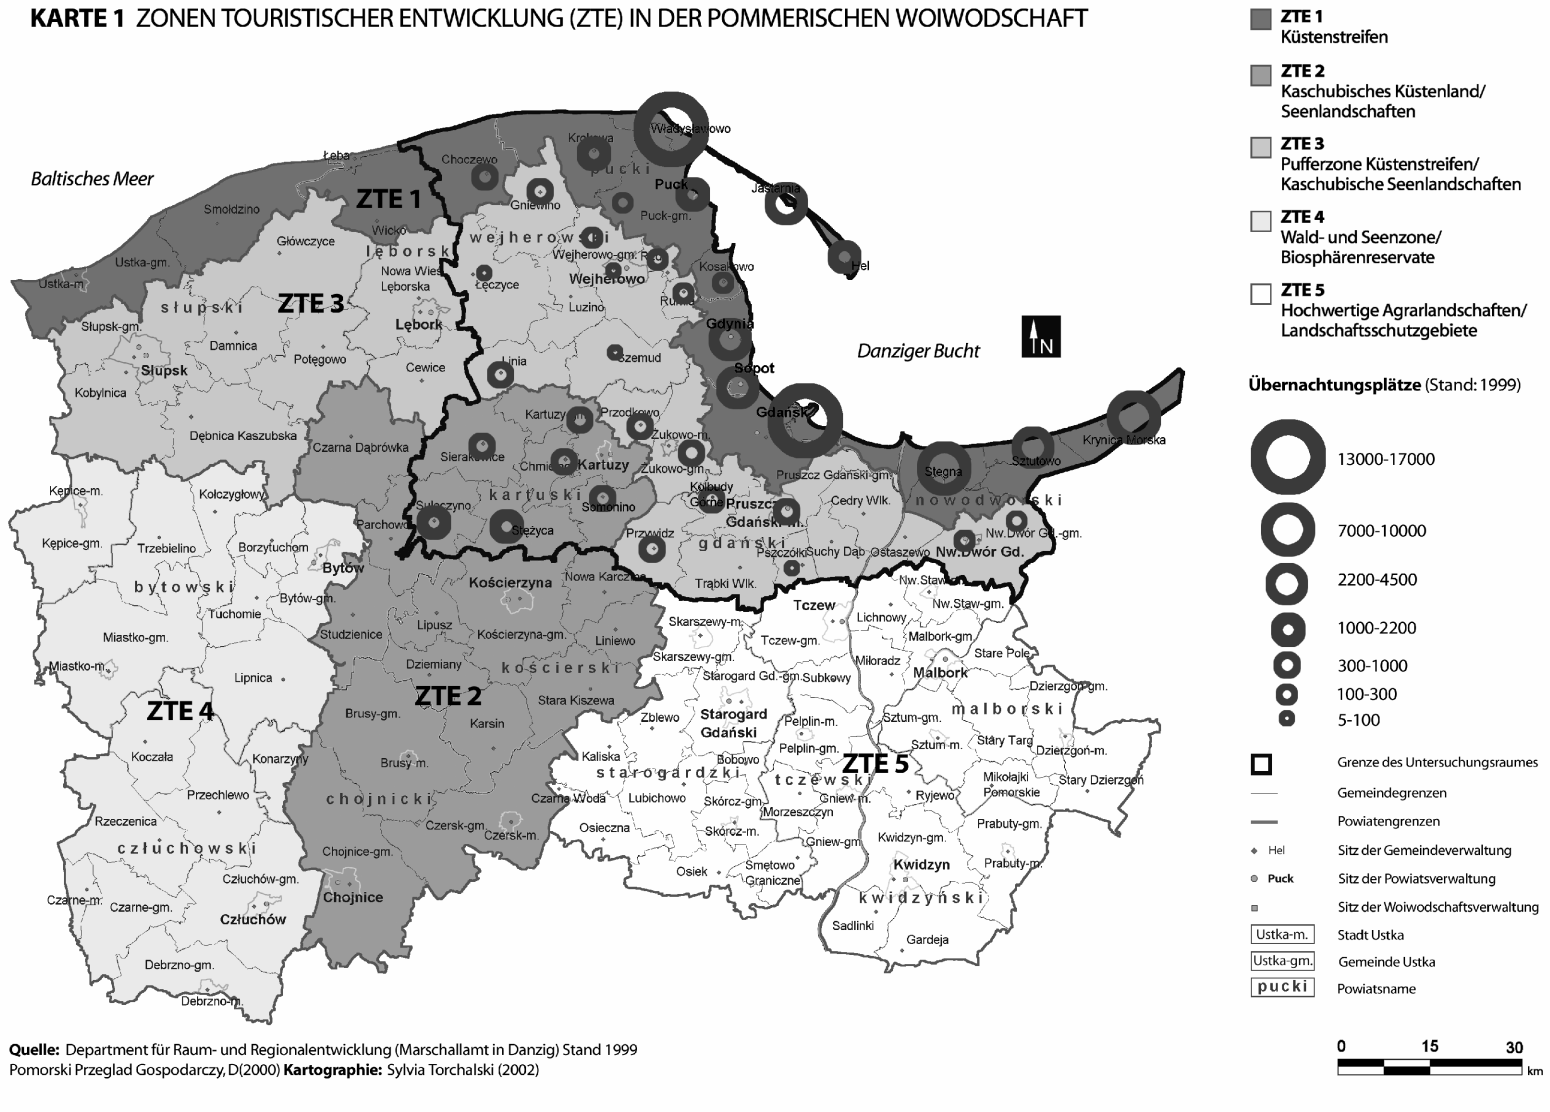 KARTE 1 ZONEN TOURISTISCHER ENTWICKLUNG (ZTE) IN DER POMMERISCHEN WOIWODSCHAFT
ZTE 1
Küstenstreifen
ZTE 2
Kaschubisches Küstenland/
Seenlandschaften
ZTE 3
Pufferzone Küstenstreifen/
Kaschubische Seenlandschaften
ZTE 4
Wald- und Seenzone/
Biosphärenreservate
ZTE 5
Hochwertige Agrarlandschaften/
Landschaftsschutzgebiete
Übernachtungsplätze (Stand: 1999)
13000-17000
7000-10000
2200-4500
1000-2200
300-1000
100-300
5-100
Grenze des Untersuchungsraumes
Gemeindegrenzen
Powiatengrenzen
Hel Sitz der Gemeindeverwaltung
Puck Sitz der Powiatsverwaltung
Sitz der Woiwodschaftsverwaltung
Ustka-m. Stadt Ustka
Ustka-gm. Gemeinde Ustka
pucki Powiatsname
0 15 30
km
Baltisches Meer
Danziger Bucht
N
Władysławowo
Krokowa
pucki
Łeba
Choczewo
Puck
Jastarnia
ZTE 1
Smołdzino
Gniewino
Puck-gm.
Wicko
Główczyce
lęborsk
wejherowski
Wejherowo-gm.
Hel
Ustka-gm.
Nowa Wieś
Lęborska
Łęczyce
Wejherowo
Kosakowo
Ustka-m.
ZTE 3
słupski
Luzino
Rumia
Słupsk-gm.
Lębork
Gdynia
Damnica
Potęgowo
Linia
Szemud
Sopot
Słupsk
Cewice
Kobylnica
Kartuzy-gm.
Przodkowo
Gdańsk
Dębnica Kaszubska
Czarna Dąbrówka
Żukowo-m.
Krynica Morska
Sierakowice
Chmielno
Kartuzy
Żukowo-gm.
Sztutowo
Stegna
Pruszcz Gdański-gm.
Kępice-m.
Kołczygłowy
kartuski
Kolbudy
Górne
Cedry Wlk.
nowodworski
Sulęczyno
Somonino
Pruszcz
Gdański-m.
Parchowo
Stężyca
Przywidz
gdański
Nw.Dwór Gd.-gm.
Kępice-gm.
Trzebielino
Borzytuchom
Pszczółki
Suchy Dąb
Ostaszewo
Nw.Dwór Gd.
Bytów
Kościerzyna
Nowa Karczma
Trąbki Wlk.
bytowski
Bytów-gm.
Tczew
Nw.Staw-gm.
Tuchomie
Lichnowy
Miastko-gm.
Studzienice
Lipusz
Kościerzyna-gm.
Liniewo
Skarszewy-m.
Tczew-gm.
Malbork-gm.
Stare Pole
Miastko-m.
Dziemiany
kościerski
Skarszewy-gm.
Miłoradz
Malbork
Lipnica
Starogard Gd.-gm.
Subkowy
Dzierzgoń-gm.
ZTE 4
ZTE 2
Stara Kiszewa
Brusy-gm.
Karsin
Zblewo
Starogard
Gdański
Pelplin-m.
Sztum-gm.
malborski
Koczała
Konarzyny
Brusy-m.
Kaliska
Bobowo
Pelplin-gm.
ZTE 5
Sztum-m.
Stary Targ
Dzierzgoń-m.
starogardzki
tczewski
Mikołajki
Pomorskie
Stary Dzierzgoń
Przechlewo
chojnicki
Czarna Woda
Lubichowo
Skórcz-gm.
Morzeszczyn
Gniew-m.
Ryjewo
Rzeczenica
Czersk-gm.
Czersk-m.
Osieczna
Skórcz-m.
Gniew-gm.
Kwidzyn-gm.
Prabuty-gm.
człuchowski
Chojnice-gm.
Osiek
Smętowo
Graniczne
Kwidzyn
Prabuty-m.
Człuchów-gm.
Chojnice
kwidzyński
Czarne-m.
Czarne-gm.
Człuchów
Sadlinki
Gardeja
Debrzno-gm.
Debrzno-m.
Quelle: Department für Raum- und Regionalentwicklung (Marschallamt in Danzig) Stand 1999
Pomorski Przeglad Gospodarczy, D(2000) Kartographie: Sylvia Torchalski (2002)